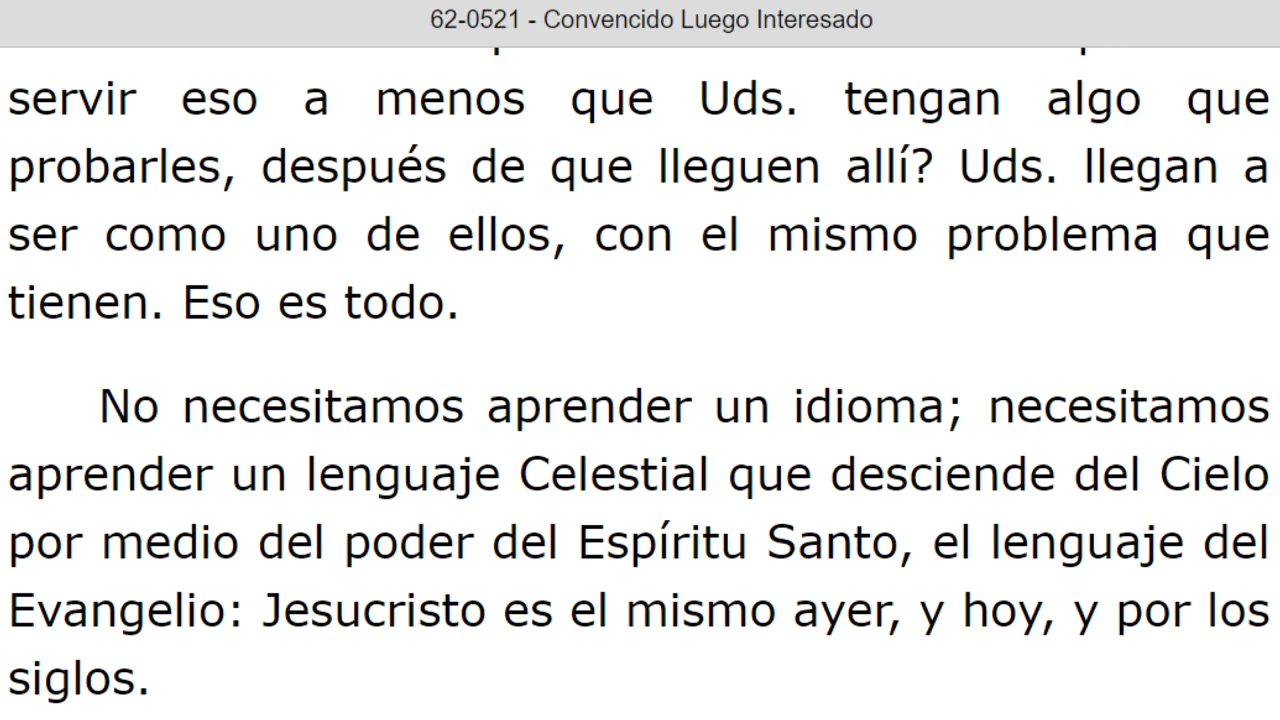 62-0521 - Convencido Luego Interesado
servir eso a menos que Uds. tengan algo que
probarles, después de que lleguen allí? Uds. llegan a
ser como uno de ellos, con el mismo problema que
tienen. Eso es todo.
No necesitamos aprender un idioma; necesitamos
aprender un lenguaje Celestial que desciende del Cielo
por medio del poder del Espíritu Santo, el lenguaje del
Evangelio: Jesucristo es el mismo ayer, y hoy, y por los
siglos.